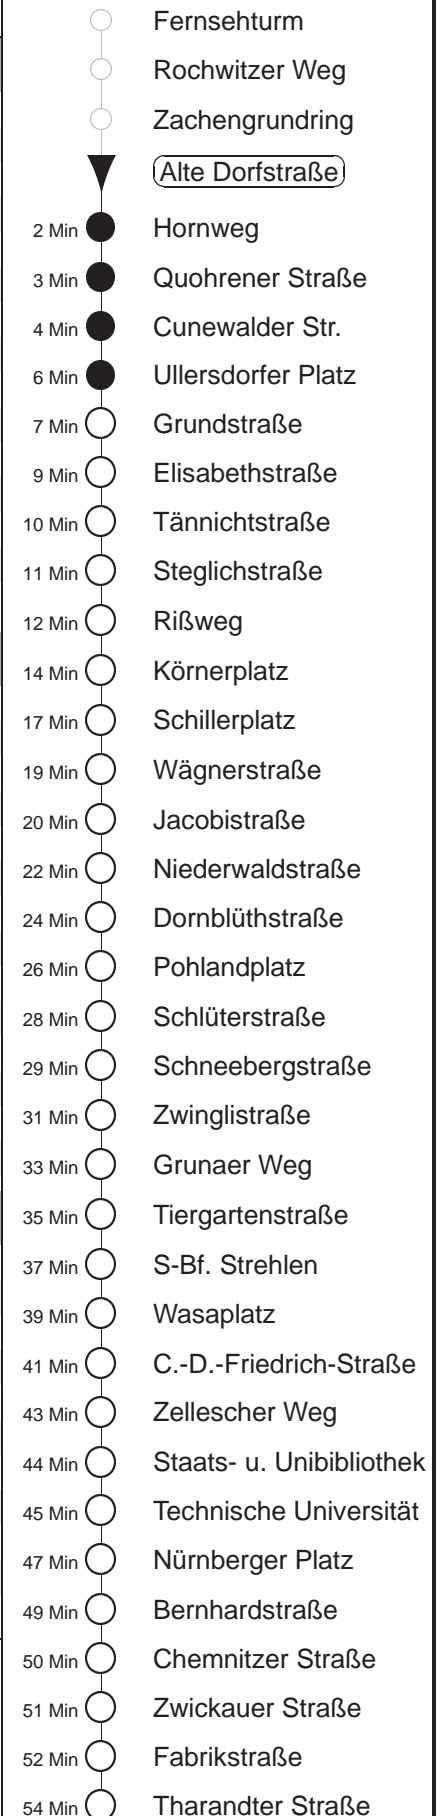 Fernsehturm
Rochwitzer Weg
Zachengrundring
Alte Dorfstraße
2 Min Hornweg
3 Min Quohrener Straße
4 Min Cunewalder Str.
6 Min Ullersdorfer Platz
7 Min Grundstraße
9 Min Elisabethstraße
10 Min Tännichtstraße
11 Min Steglichstraße
12 Min Rißweg
14 Min Körnerplatz
17 Min Schillerplatz
19 Min Wägnerstraße
20 Min Jacobistraße
22 Min Niederwaldstraße
24 Min Dornblüthstraße
26 Min Pohlandplatz
28 Min Schlüterstraße
29 Min Schneebergstraße
31 Min Zwinglistraße
33 Min Grunaer Weg
35 Min Tiergartenstraße
37 Min S-Bf. Strehlen
39 Min Wasaplatz
41 Min C.-D.-Friedrich-Straße
43 Min Zellescher Weg
44 Min Staats- u. Unibibliothek
45 Min Technische Universität
47 Min Nürnberger Platz
49 Min Bernhardstraße
50 Min Chemnitzer Straße
51 Min Zwickauer Straße
52 Min Fabrikstraße
54 Min Tharandter Straße